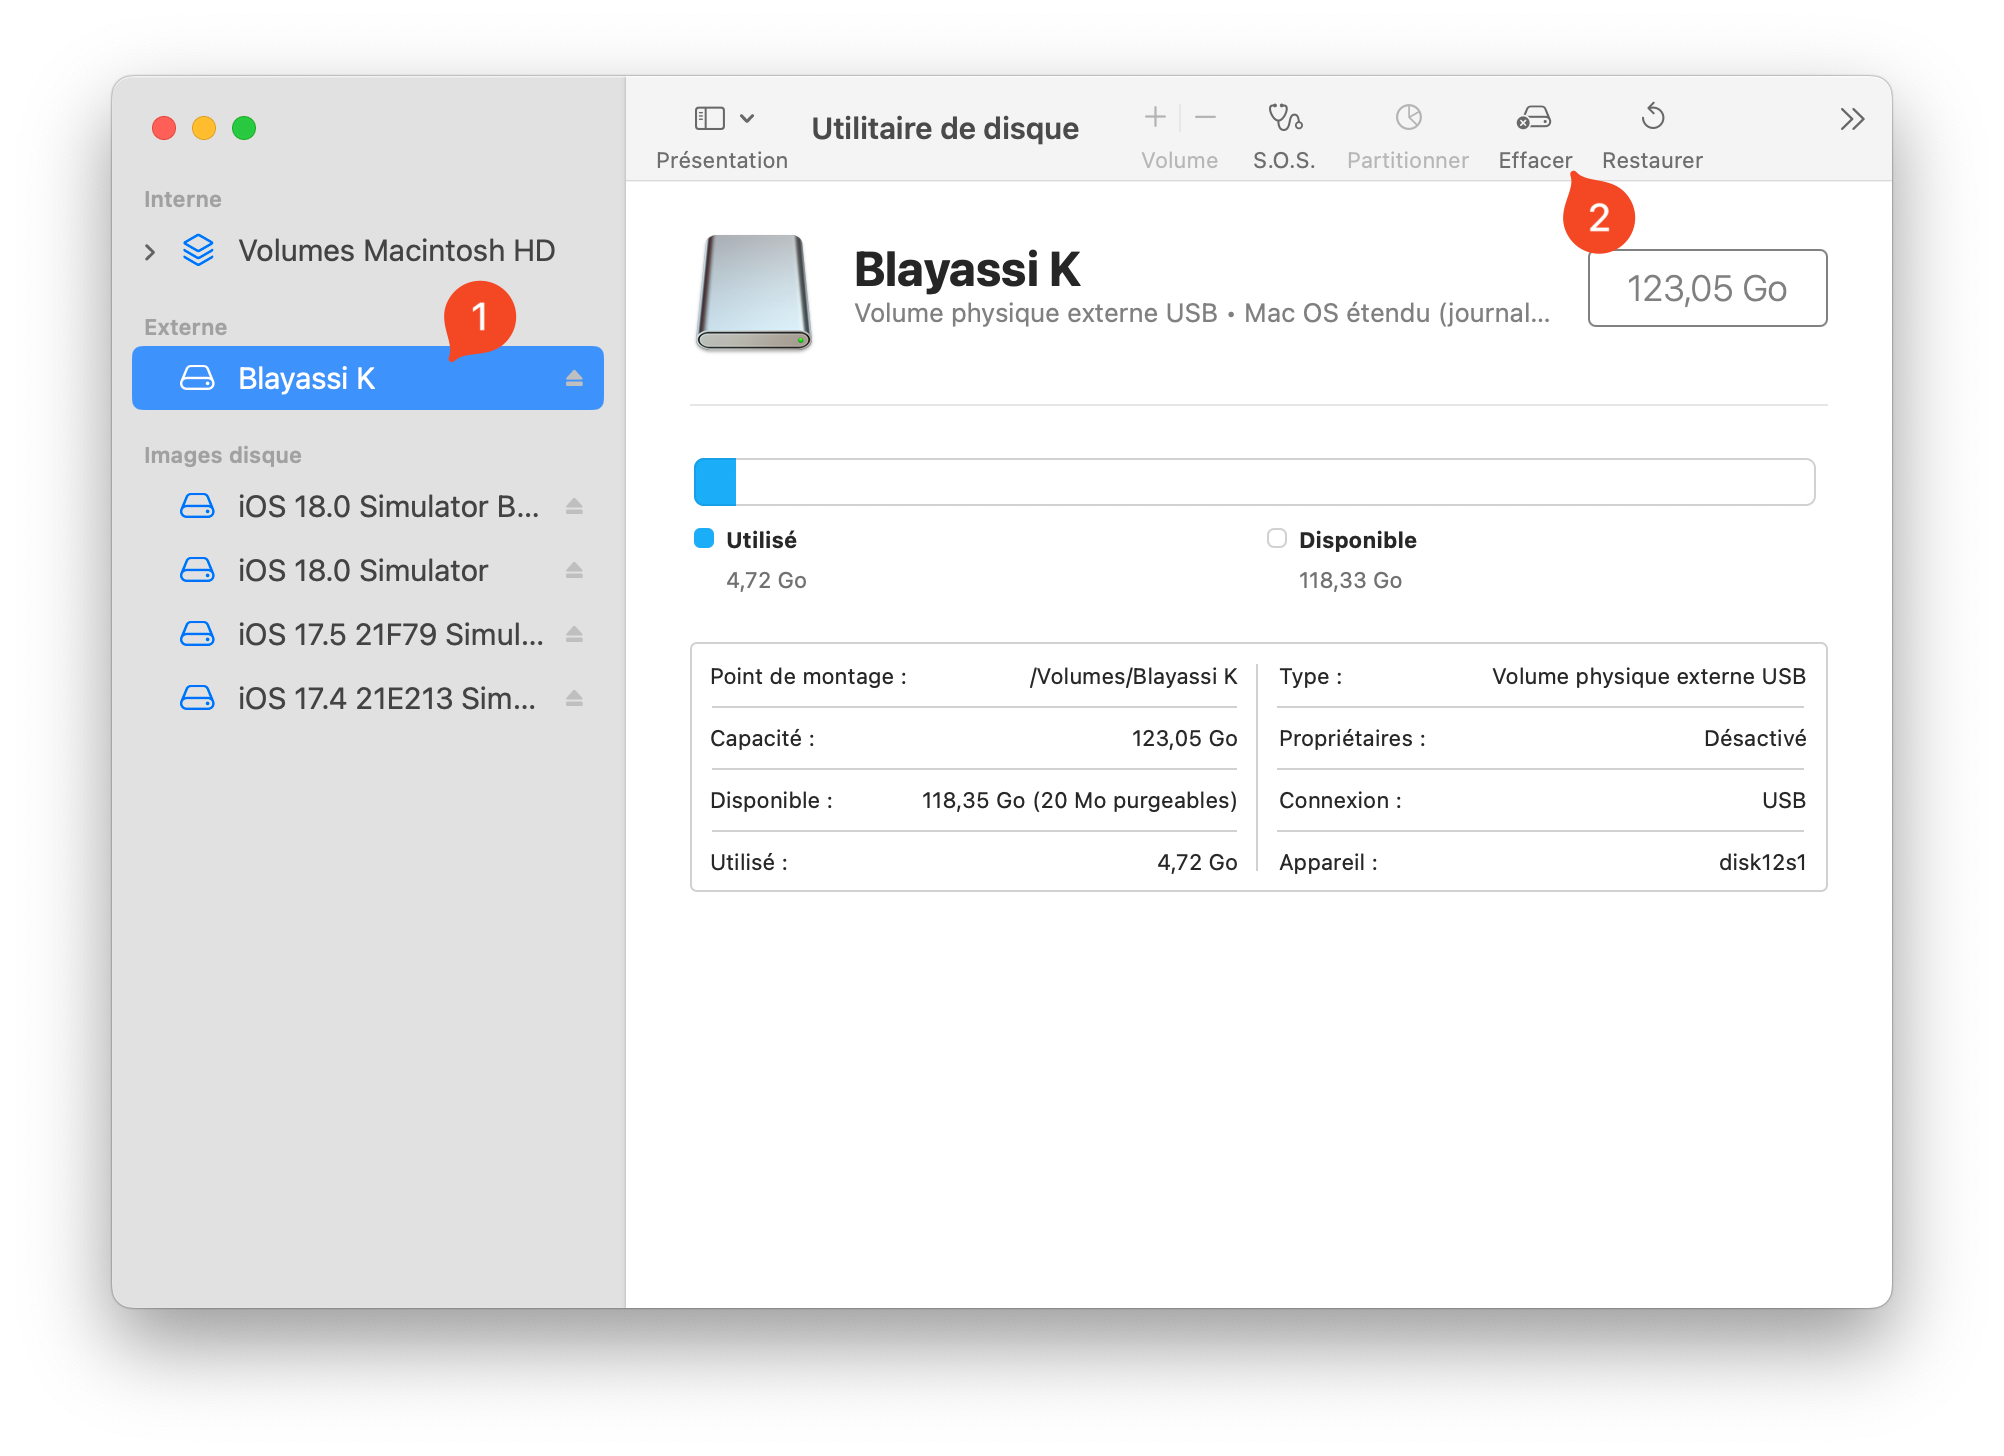 Interne
Volumes Macintosh HD
Externe
1
Blayassi K
Images disque
iOS 18.0 Simulator B...
iOS 18.0 Simulator
iOS 17.5 21F79 Simul...
iOS 17.4 21E213 Sim...
Présentation
Utilitaire de disque
Volume
S.O.S.
Partitionner
Effacer
Restaurer
2
Blayassi K
Volume physique externe USB • Mac OS étendu (journal...
123,05 Go
Utilisé
4,72 Go
Disponible
118,33 Go
Point de montage : /Volumes/Blayassi K
Capacité : 123,05 Go
Disponible : 118,35 Go (20 Mo purgeables)
Utilisé : 4,72 Go
Type : Volume physique externe USB
Propriétaires : Désactivé
Connexion : USB
Appareil : disk12s1